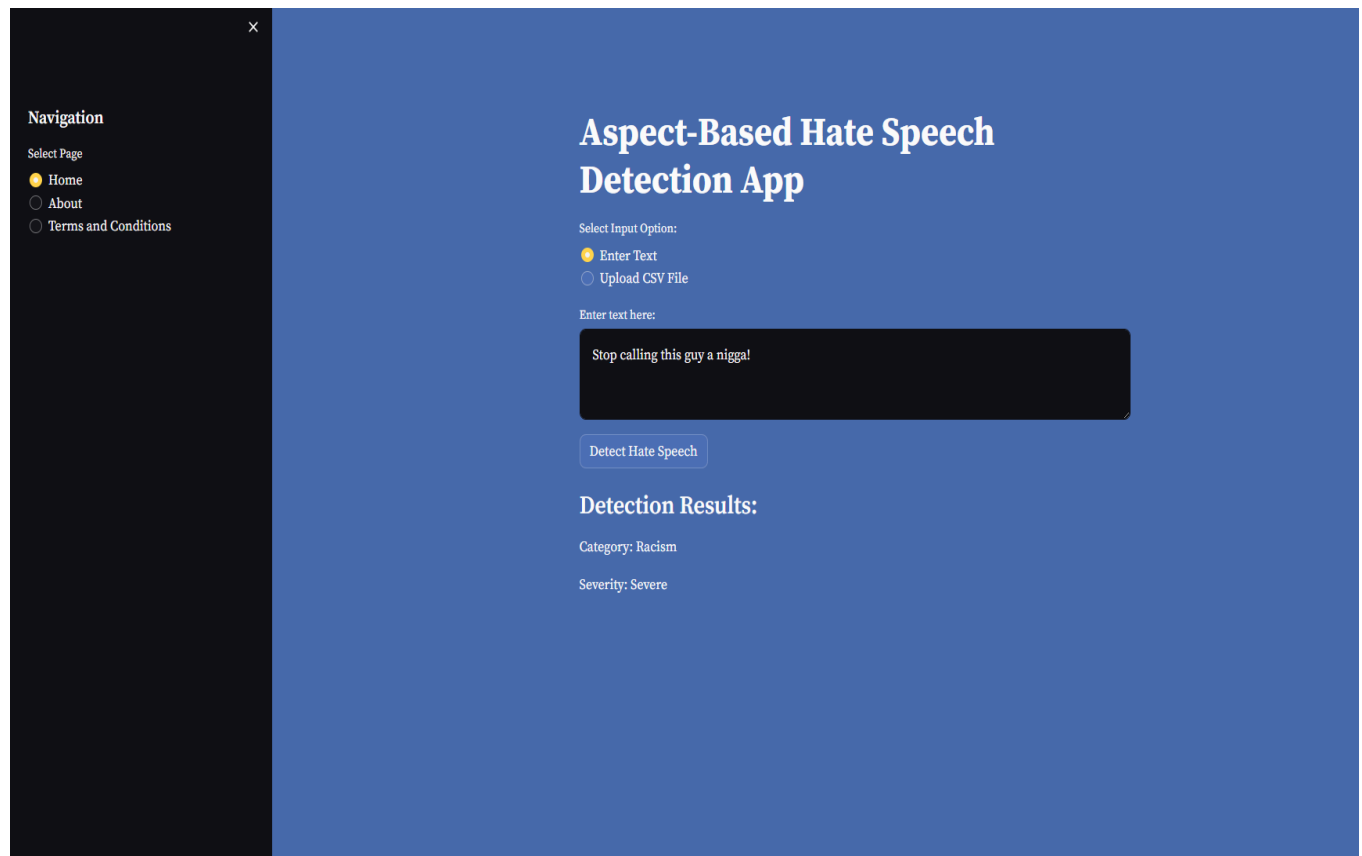 Navigation
Select Page
Home
About
Terms and Conditions
Aspect-Based Hate Speech
Detection App
Select Input Option:
Enter Text
Upload CSV File
Enter text here:
Stop calling this guy a nigga!
Detect Hate Speech
Detection Results:
Category: Racism
Severity: Severe